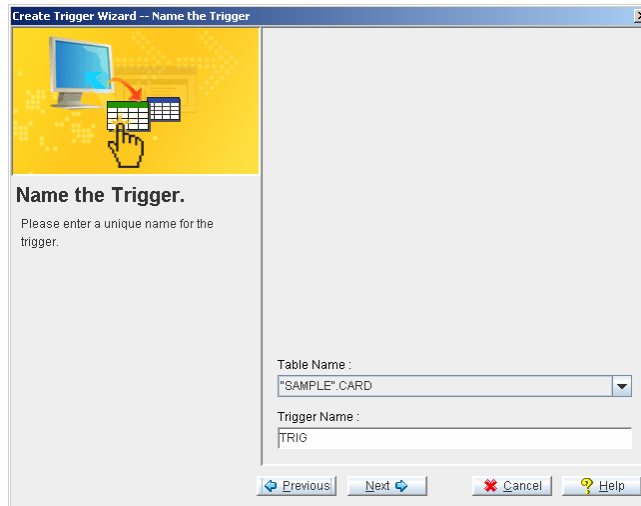 Create Trigger Wizard -- Name the Trigger
Name the Trigger.
Please enter a unique name for the
trigger.
Table Name :
"SAMPLE".CARD
Trigger Name :
TRIG
Previous Next Cancel Help